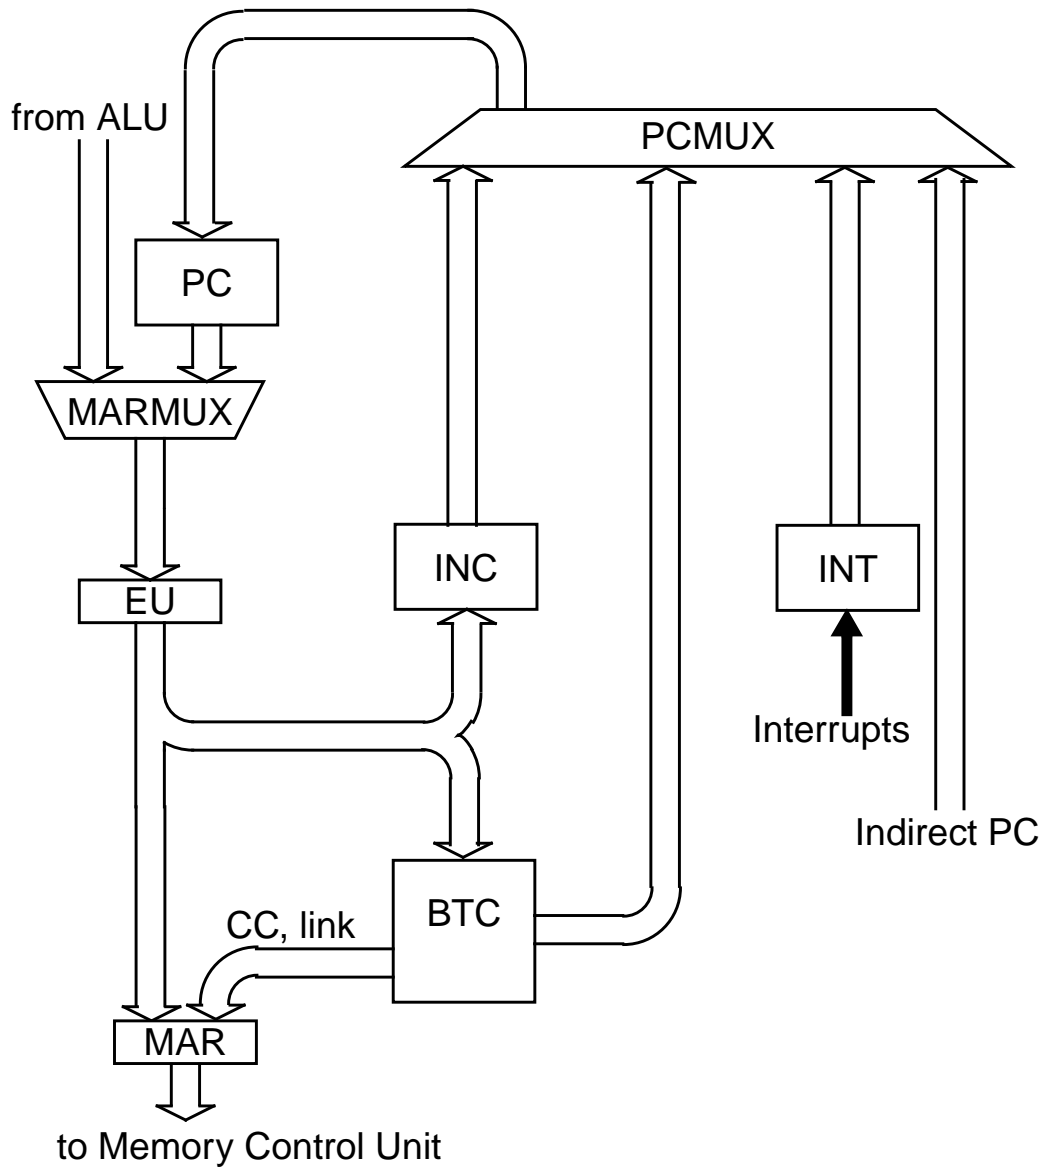 from ALU
PCMUX
PC
MARMUX
INC
INT
EU
Interrupts
Indirect PC
BTC
CC, link
MAR
to Memory Control Unit